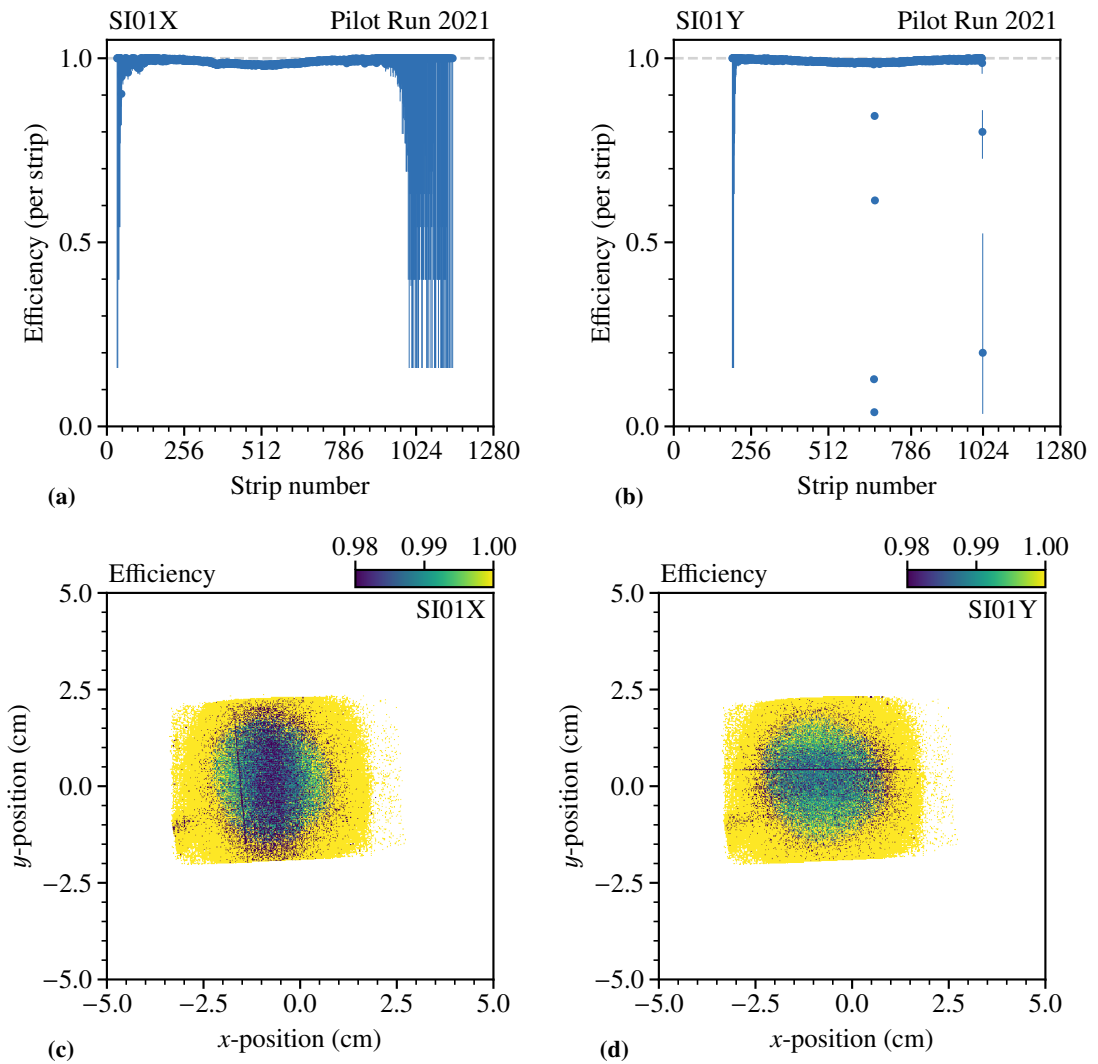 SI01X Pilot Run 2021
1.0
0.5
0.0
Efficiency (per strip)
0 256 512 786 1024 1280
Strip number
(a)
SI01Y Pilot Run 2021
1.0
0.5
0.0
Efficiency (per strip)
0 256 512 786 1024 1280
Strip number
(b)
0.98 0.99 1.00
Efficiency
SI01X
5.0
2.5
0.0
−2.5
−5.0
y-position (cm)
−5.0 −2.5 0.0 2.5 5.0
x-position (cm)
(c)
0.98 0.99 1.00
Efficiency
SI01Y
5.0
2.5
0.0
−2.5
−5.0
y-position (cm)
−5.0 −2.5 0.0 2.5 5.0
x-position (cm)
(d)